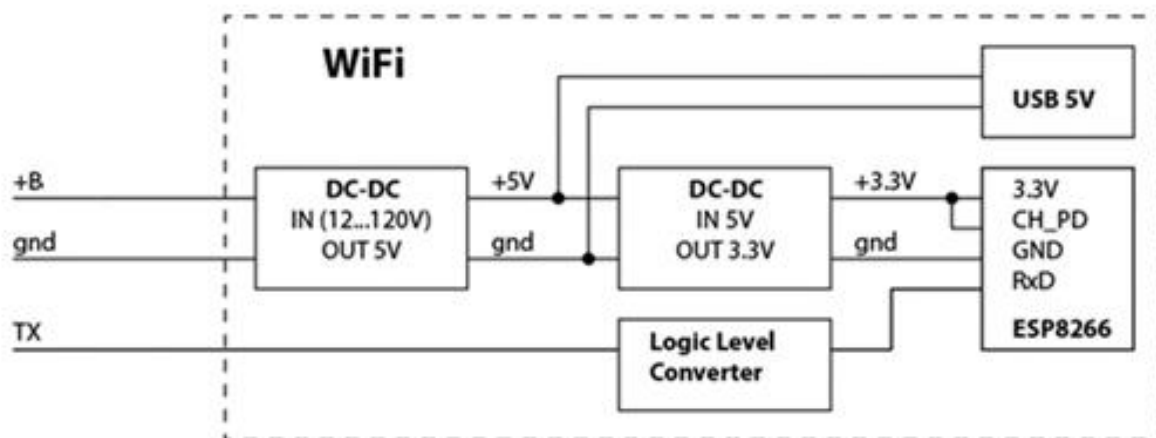 WiFi
USB 5V
+B
gnd
TX
DC-DC
IN (12...120V)
OUT 5V
+5V
gnd
DC-DC
IN 5V
OUT 3.3V
+3.3V
gnd
3.3V
CH_PD
GND
RxD
ESP8266
Logic Level
Converter